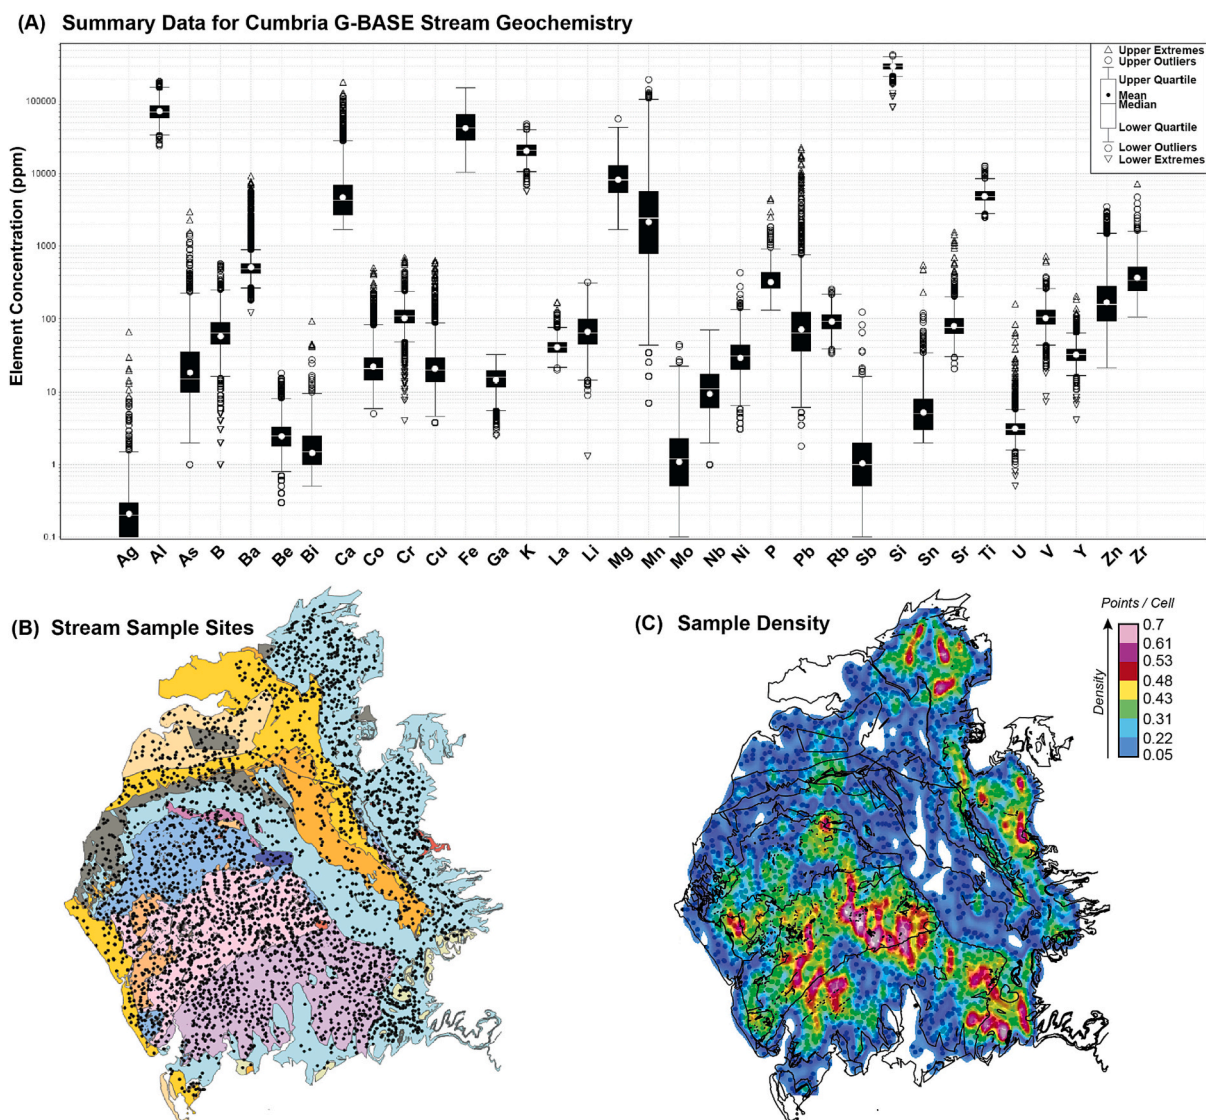 (A) Summary Data for Cumbria G-BASE Stream Geochemistry
Element Concentration (ppm)
100000
10000
1000
100
10
1
0.1
Upper Extremes
Upper Outliers
Upper Quartile
Mean
Median
Lower Quartile
Lower Outliers
Lower Extremes
Ag Al As B Ba Be Bi Ca Co Cr Cu Fe Ga K La Li Mg Mn Mo Nb Ni P Pb Rb Sb Si Sn Sr Ti U V Y Zn Zr
(B) Stream Sample Sites
(C) Sample Density
Points / Cell
Density
0.7
0.61
0.53
0.48
0.43
0.31
0.22
0.05